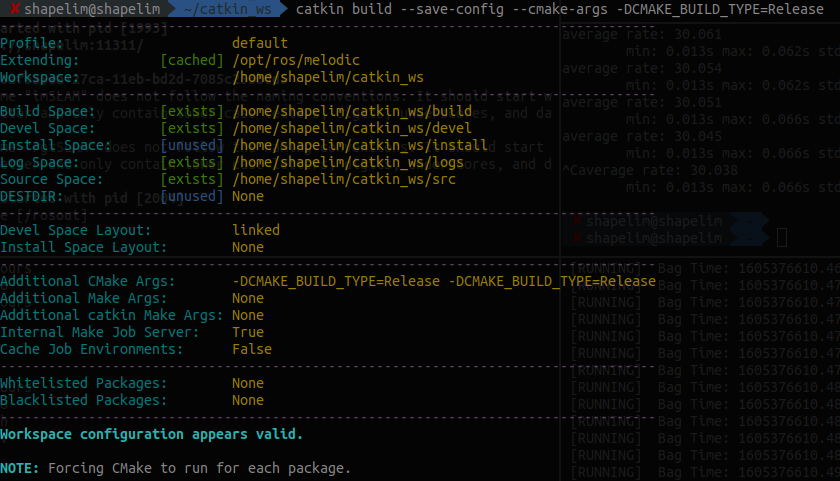 ✘ shapelim@shapelim ~/catkin_ws catkin build --save-config --cmake-args -DCMAKE_BUILD_TYPE=Release
Profile: default
Extending: [cached] /opt/ros/melodic
Workspace: /home/shapelim/catkin_ws
Build Space: [exists] /home/shapelim/catkin_ws/build
Devel Space: [exists] /home/shapelim/catkin_ws/devel
Install Space: [unused] /home/shapelim/catkin_ws/install
Log Space: [exists] /home/shapelim/catkin_ws/logs
Source Space: [exists] /home/shapelim/catkin_ws/src
DESTDIR: [unused] None
Devel Space Layout: linked
Install Space Layout: None
Additional CMake Args: -DCMAKE_BUILD_TYPE=Release -DCMAKE_BUILD_TYPE=Release
Additional Make Args: None
Additional catkin Make Args: None
Internal Make Job Server: True
Cache Job Environments: False
Whitelisted Packages: None
Blacklisted Packages: None
Workspace configuration appears valid.
NOTE: Forcing CMake to run for each package.
average rate: 30.061
min: 0.013s max: 0.062s std
average rate: 30.054
min: 0.013s max: 0.066s std
average rate: 30.051
min: 0.013s max: 0.066s std
average rate: 30.045
min: 0.013s max: 0.066s std
^Caverage rate: 30.038
min: 0.013s max: 0.066s std
✘ shapelim@shapelim
✘ shapelim@shapelim
[RUNNING] Bag Time: 1605376610.46
[RUNNING] Bag Time: 1605376610.46
[RUNNING] Bag Time: 1605376610.47
[RUNNING] Bag Time: 1605376610.47
[RUNNING] Bag Time: 1605376610.47
[RUNNING] Bag Time: 1605376610.47
[RUNNING] Bag Time: 1605376610.47
[RUNNING] Bag Time: 1605376610.48
[RUNNING] Bag Time: 1605376610.48
[RUNNING] Bag Time: 1605376610.48
[RUNNING] Bag Time: 1605376610.48
[RUNNING] Bag Time: 1605376610.48
[RUNNING] Bag Time: 1605376610.45